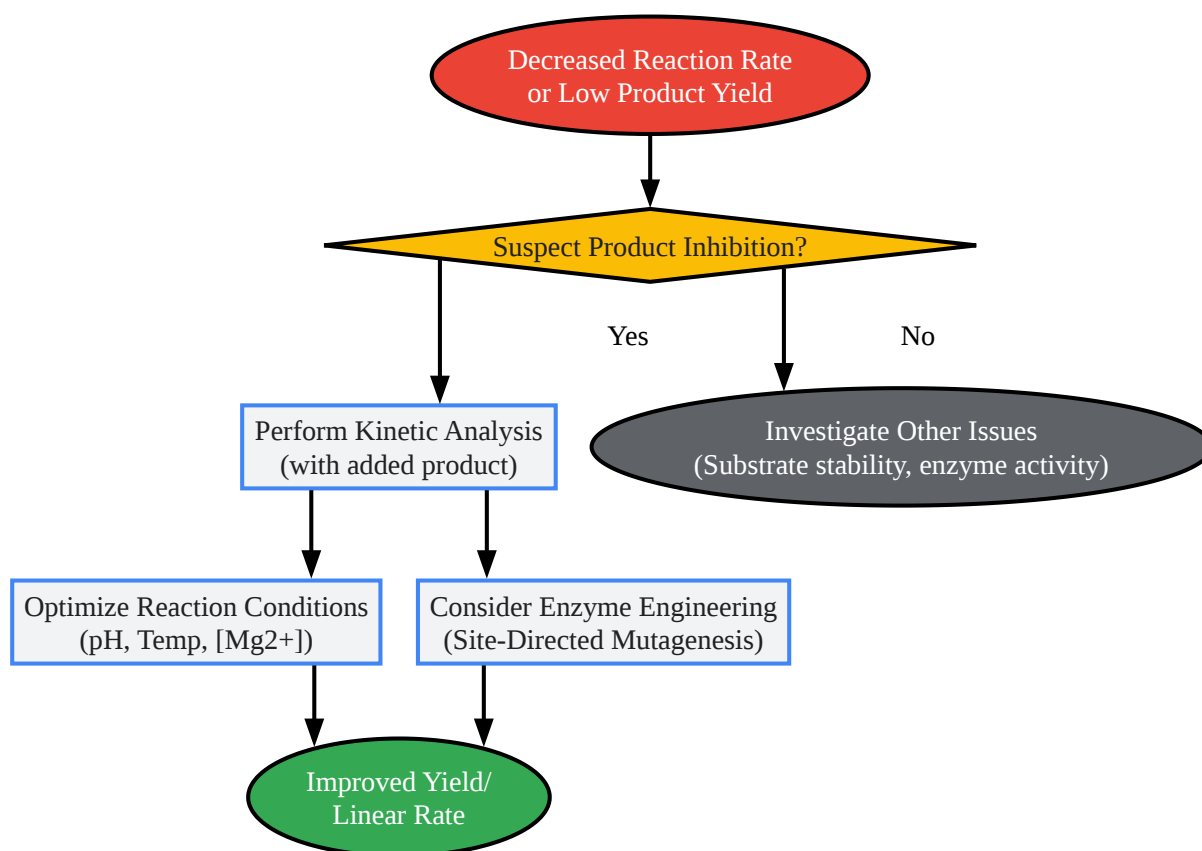 Decreased Reaction Rate
or Low Product Yield
Suspect Product Inhibition?
Yes
No
Perform Kinetic Analysis
(with added product)
Investigate Other Issues
(Substrate stability, enzyme activity)
Optimize Reaction Conditions
(pH, Temp, [Mg2+])
Consider Enzyme Engineering
(Site-Directed Mutagenesis)
Improved Yield/
Linear Rate